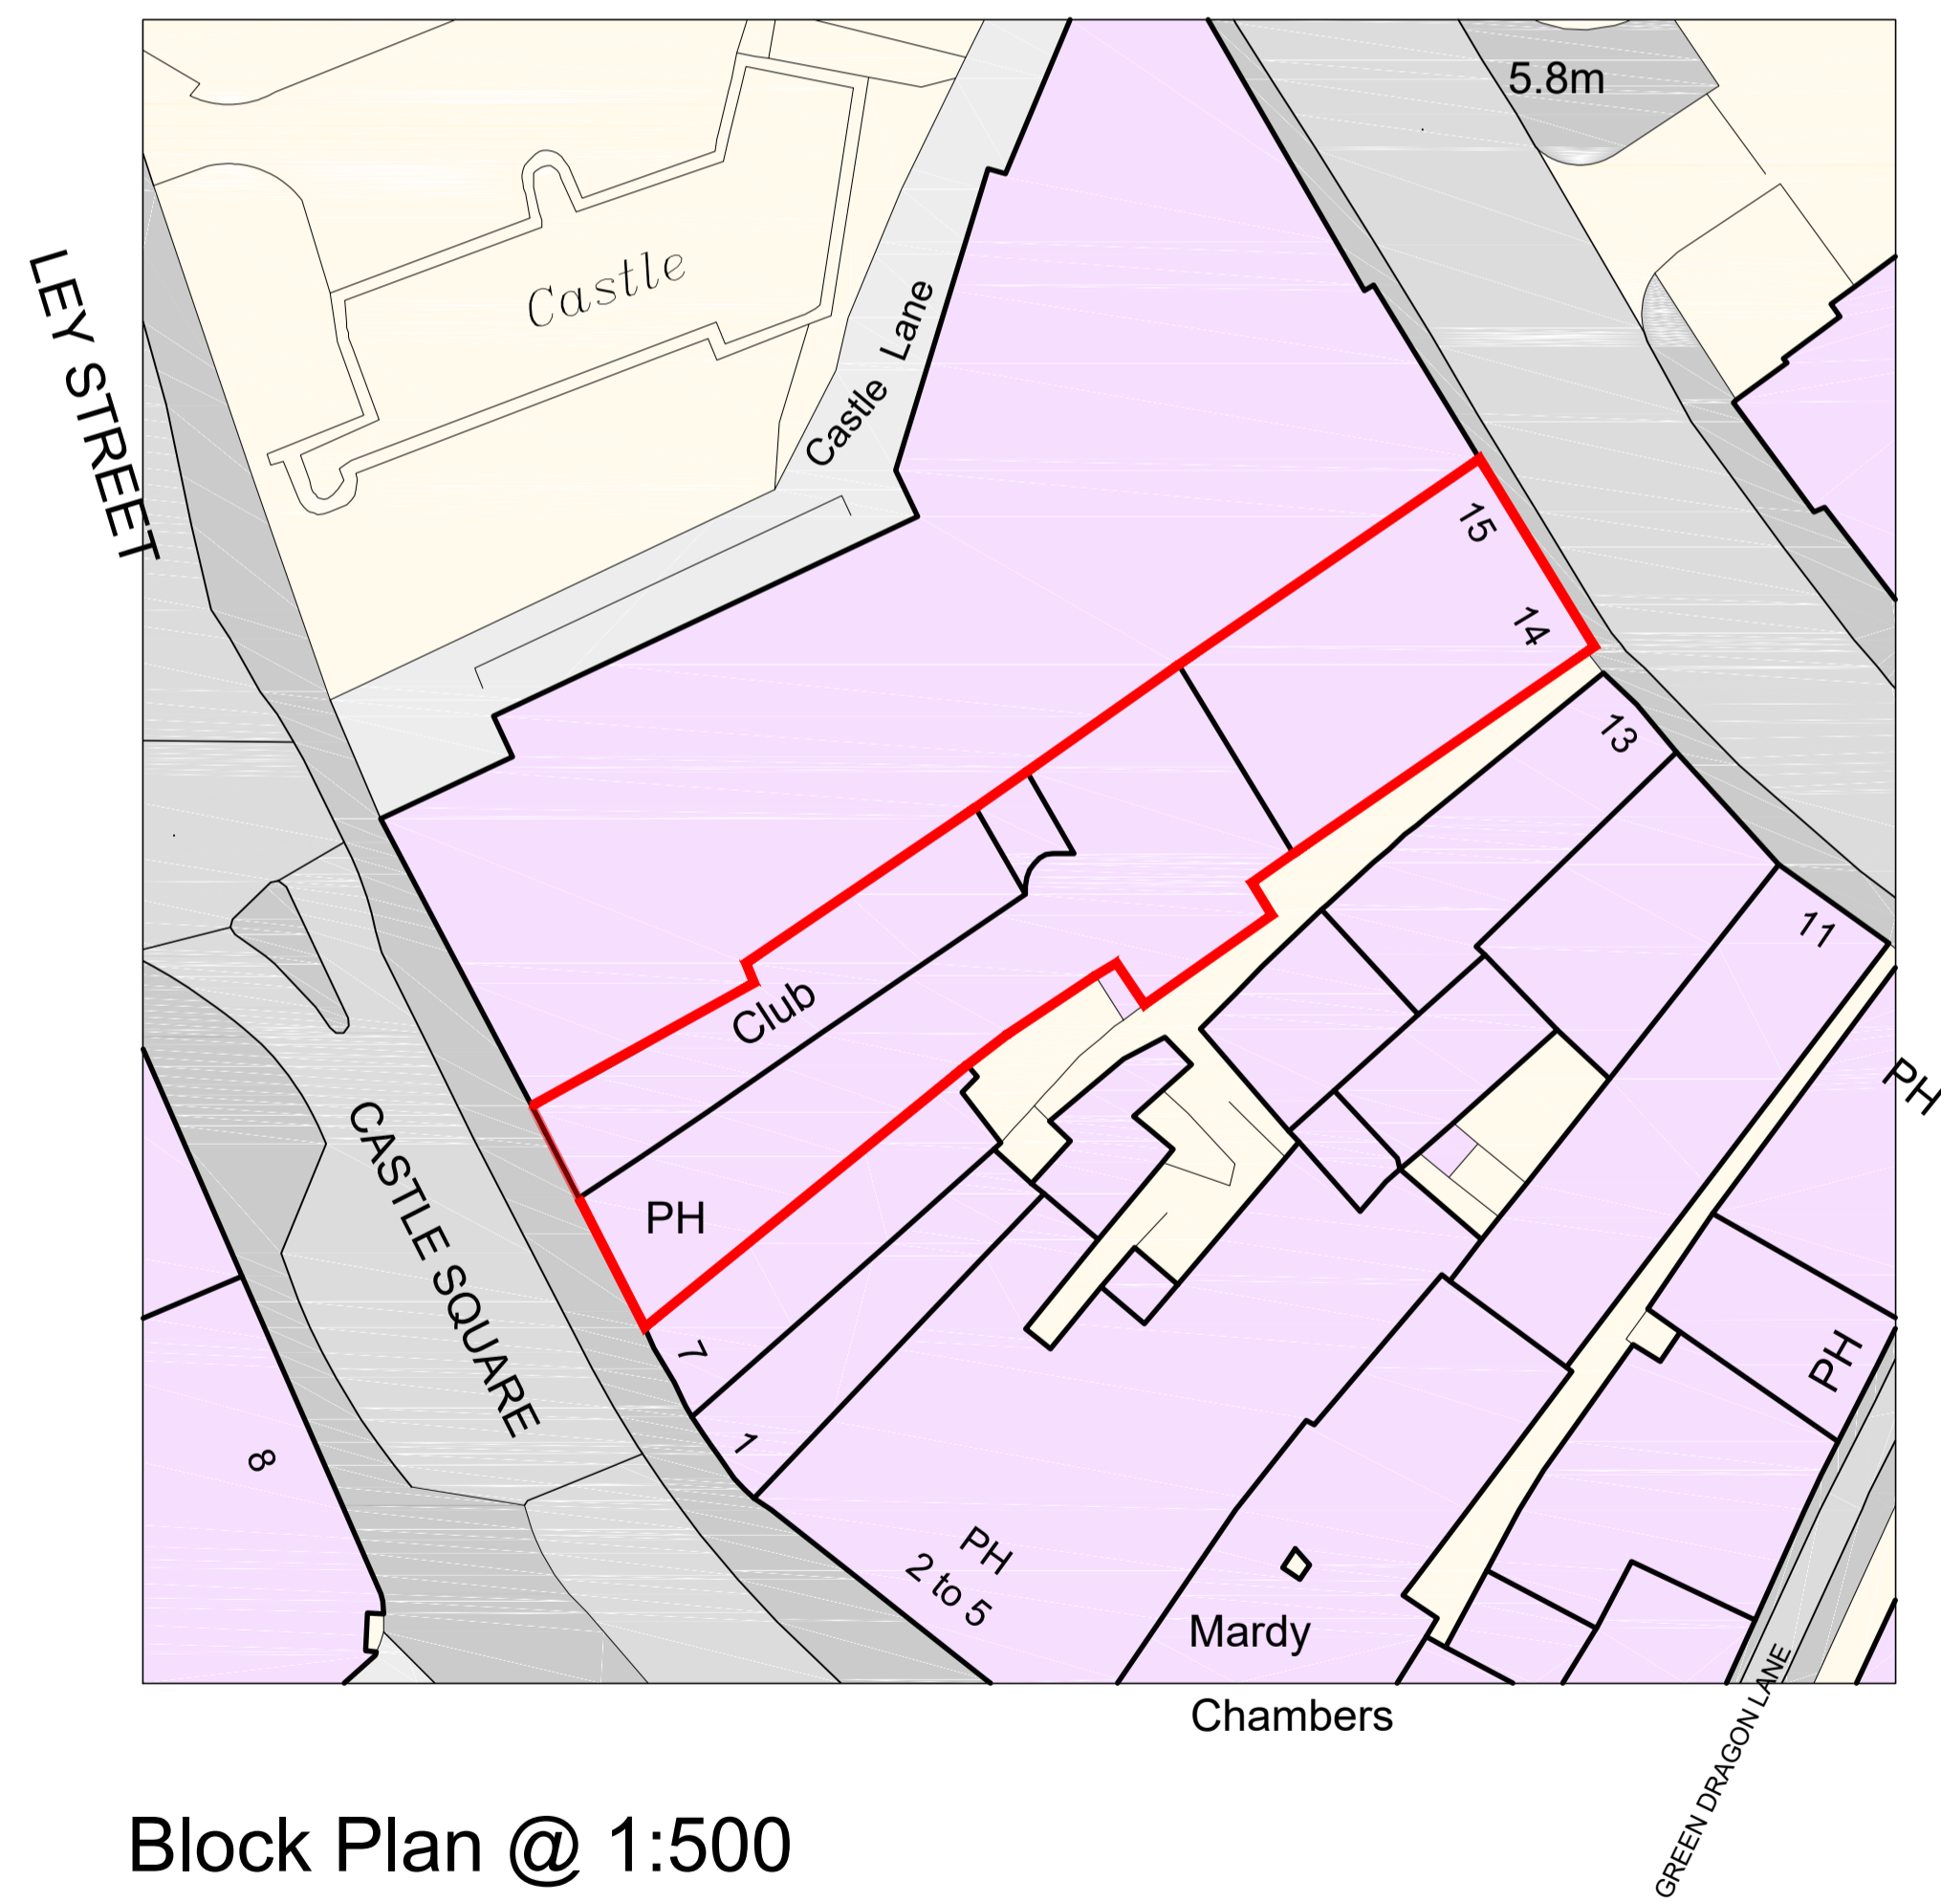 5.8m
LEY STREET
Castle
Castle Lane
15
14
13
11
Club
PH
CASTLE SQUARE
PH
7
1
8
PH
PH
2 to 5
Mardy
Chambers
GREEN DRAGON LANE
Block Plan @ 1:500